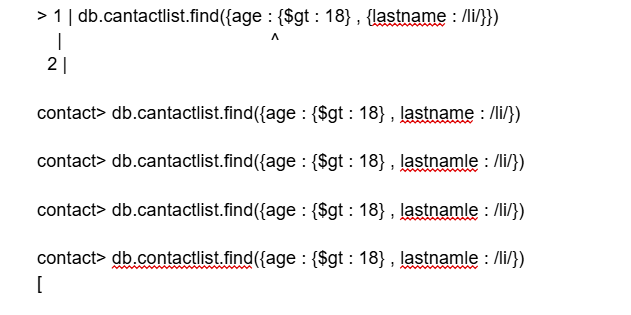 > 1 | db.cantactlist.find({age : {$gt : 18} , {lastname : /li/}})
| ^
2 |
contact> db.cantactlist.find({age : {$gt : 18} , lastname : /li/})
contact> db.cantactlist.find({age : {$gt : 18} , lastnamle : /li/})
contact> db.cantactlist.find({age : {$gt : 18} , lastnamle : /li/})
contact> db.contactlist.find({age : {$gt : 18} , lastnamle : /li/})
[